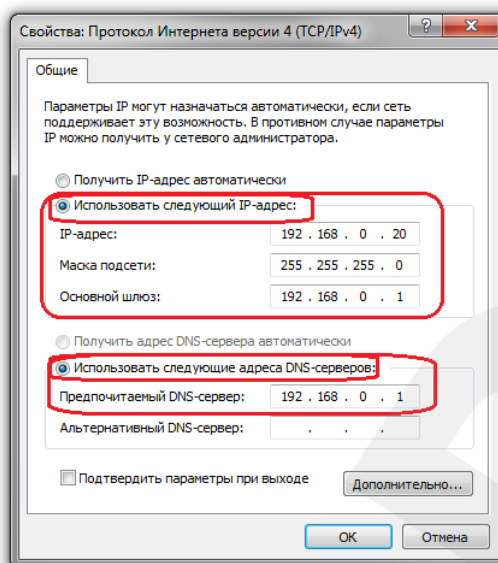 Свойства: Протокол Интернета версии 4 (TCP/IPv4)
? X
Общие
Параметры IP могут назначаться автоматически, если сеть
поддерживает эту возможность. В противном случае параметры
IP можно получить у сетевого администратора.
Получить IP-адрес автоматически
Использовать следующий IP-адрес:
IP-адрес: 192 . 168 . 0 . 20
Маска подсети: 255 . 255 . 255 . 0
Основной шлюз: 192 . 168 . 0 . 1
Получить адрес DNS-сервера автоматически
Использовать следующие адреса DNS-серверов:
Предпочитаемый DNS-сервер: 192 . 168 . 0 . 1
Альтернативный DNS-сервер: . . .
Подтвердить параметры при выходе
Дополнительно...
OK Отмена